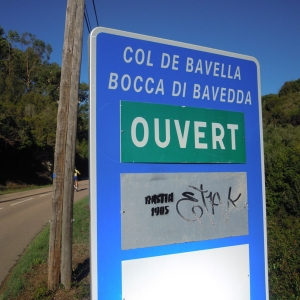 COL DE BAVELLA
BOCCA DI BAVEDDA
OUVERT
BASTIA
1905